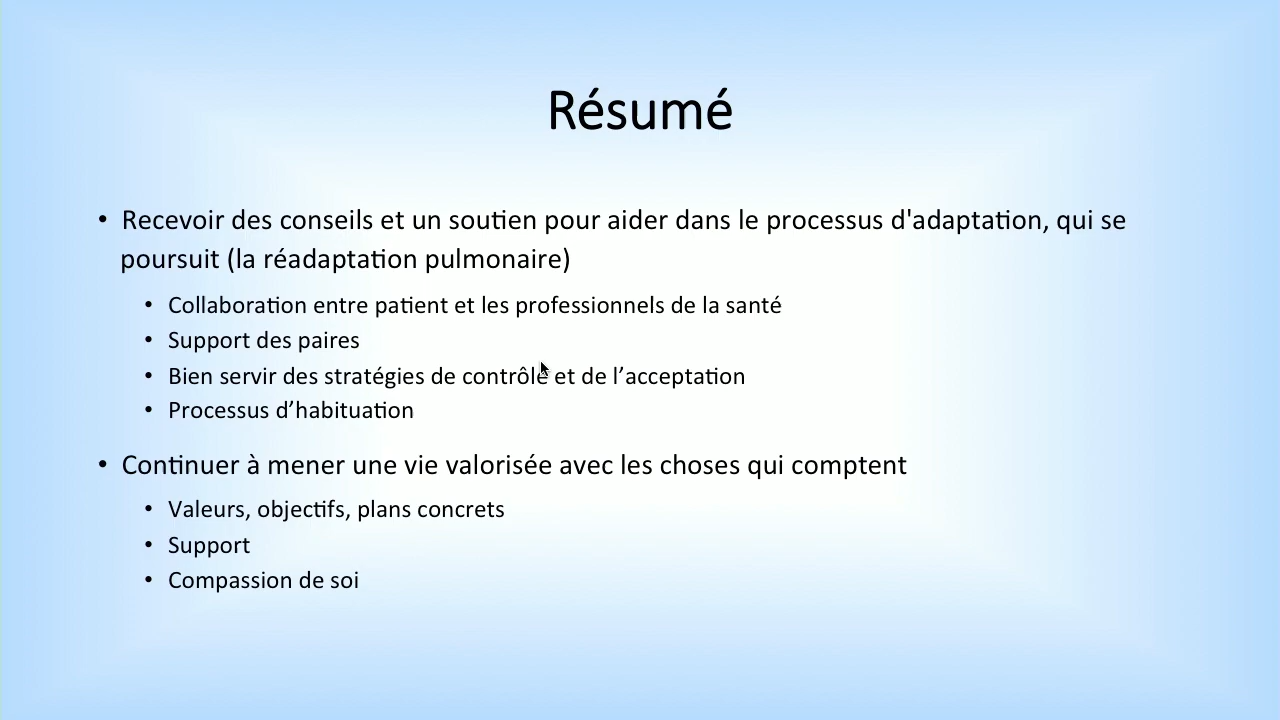 Résumé
• Recevoir des conseils et un soutien pour aider dans le processus d'adaptation, qui se
poursuit (la réadaptation pulmonaire)
• Collaboration entre patient et les professionnels de la santé
• Support des paires
• Bien servir des stratégies de contrôle et de l’acceptation
• Processus d’habituation
• Continuer à mener une vie valorisée avec les choses qui comptent
• Valeurs, objectifs, plans concrets
• Support
• Compassion de soi